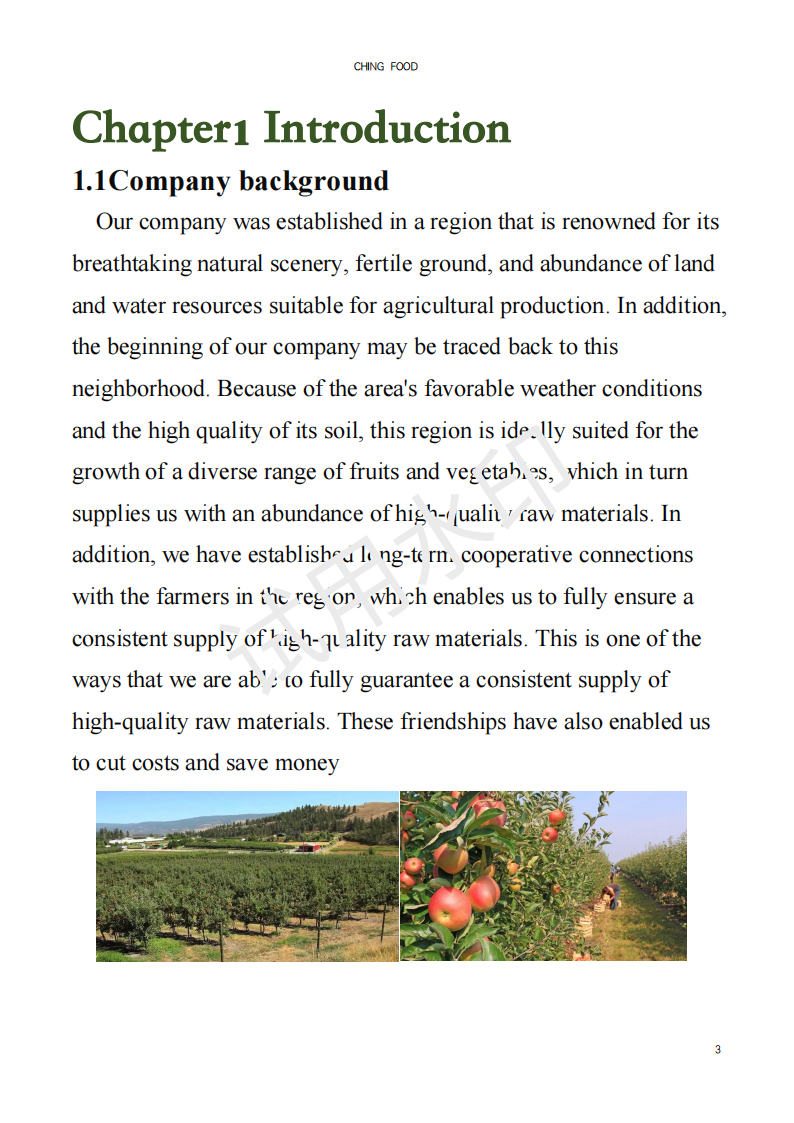 CHING FOOD
Chapter1 Introduction
1.1Company background
Our company was established in a region that is renowned for its
breathtaking natural scenery, fertile ground, and abundance of land
and water resources suitable for agricultural production. In addition,
the beginning of our company may be traced back to this
neighborhood. Because of the area's favorable weather conditions
and the high quality of its soil, this region is ideally suited for the
growth of a diverse range of fruits and vegetables, which in turn
supplies us with an abundance of high-quality raw materials. In
addition, we have established long-term cooperative connections
with the farmers in the region, which enables us to fully ensure a
consistent supply of high-quality raw materials. This is one of the
ways that we are able to fully guarantee a consistent supply of
high-quality raw materials. These friendships have also enabled us
to cut costs and save money
试用水印
3